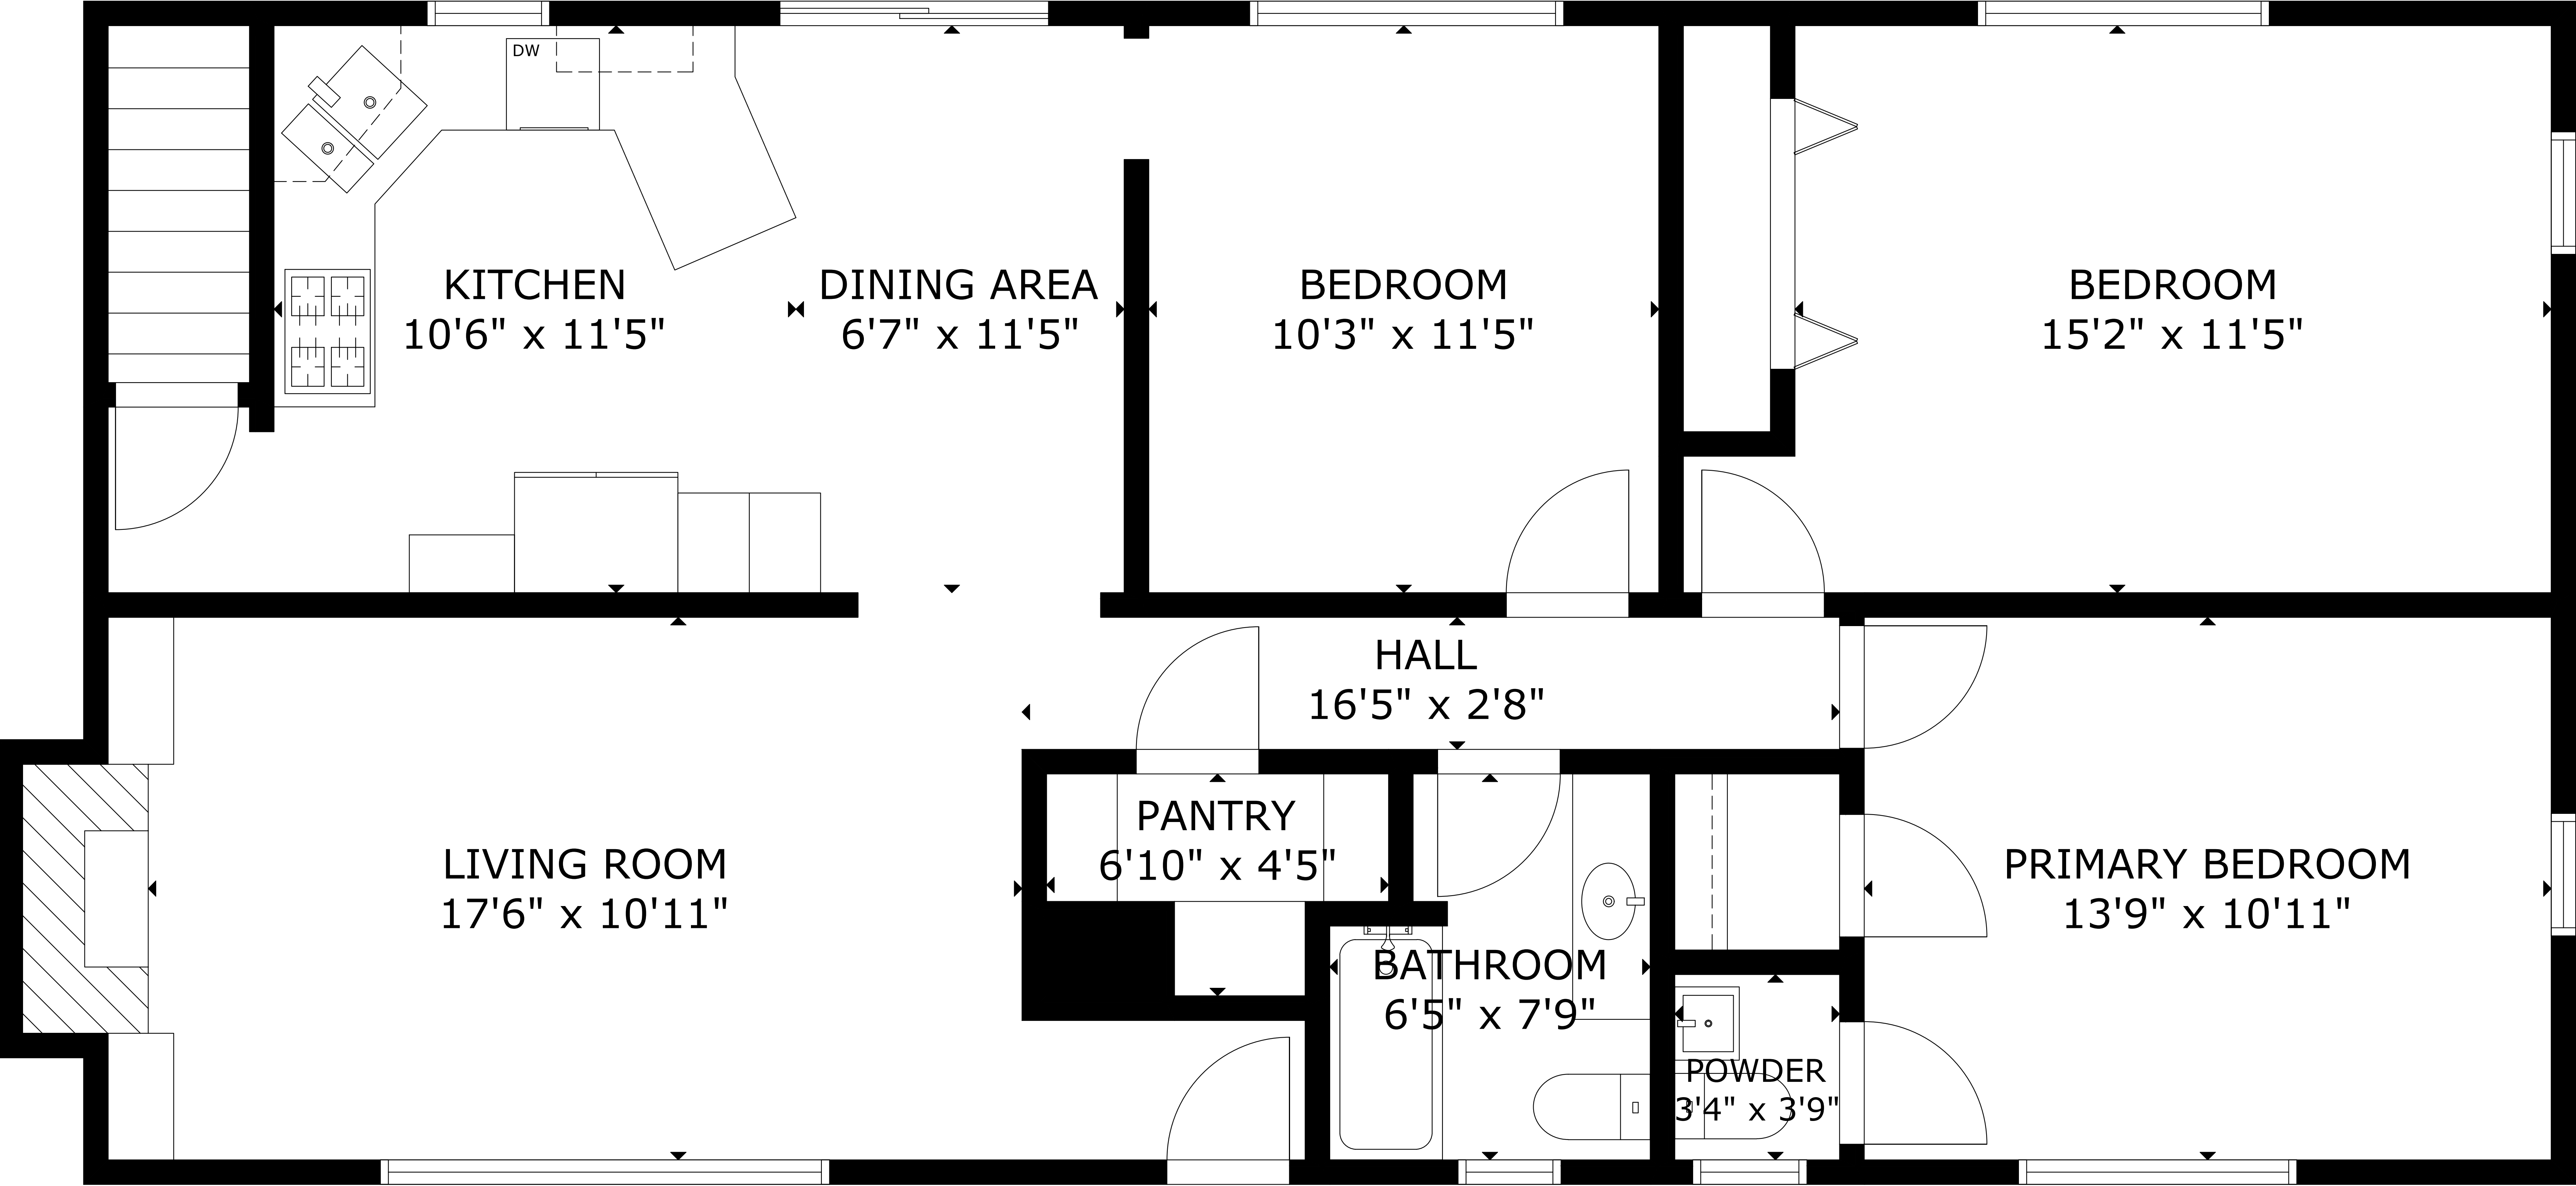 DW
KITCHEN
10'6" x 11'5"
DINING AREA
6'7" x 11'5"
BEDROOM
10'3" x 11'5"
BEDROOM
15'2" x 11'5"
HALL
16'5" x 2'8"
LIVING ROOM
17'6" x 10'11"
PANTRY
6'10" x 4'5"
BATHROOM
6'5" x 7'9"
POWDER
3'4" x 3'9"
PRIMARY BEDROOM
13'9" x 10'11"